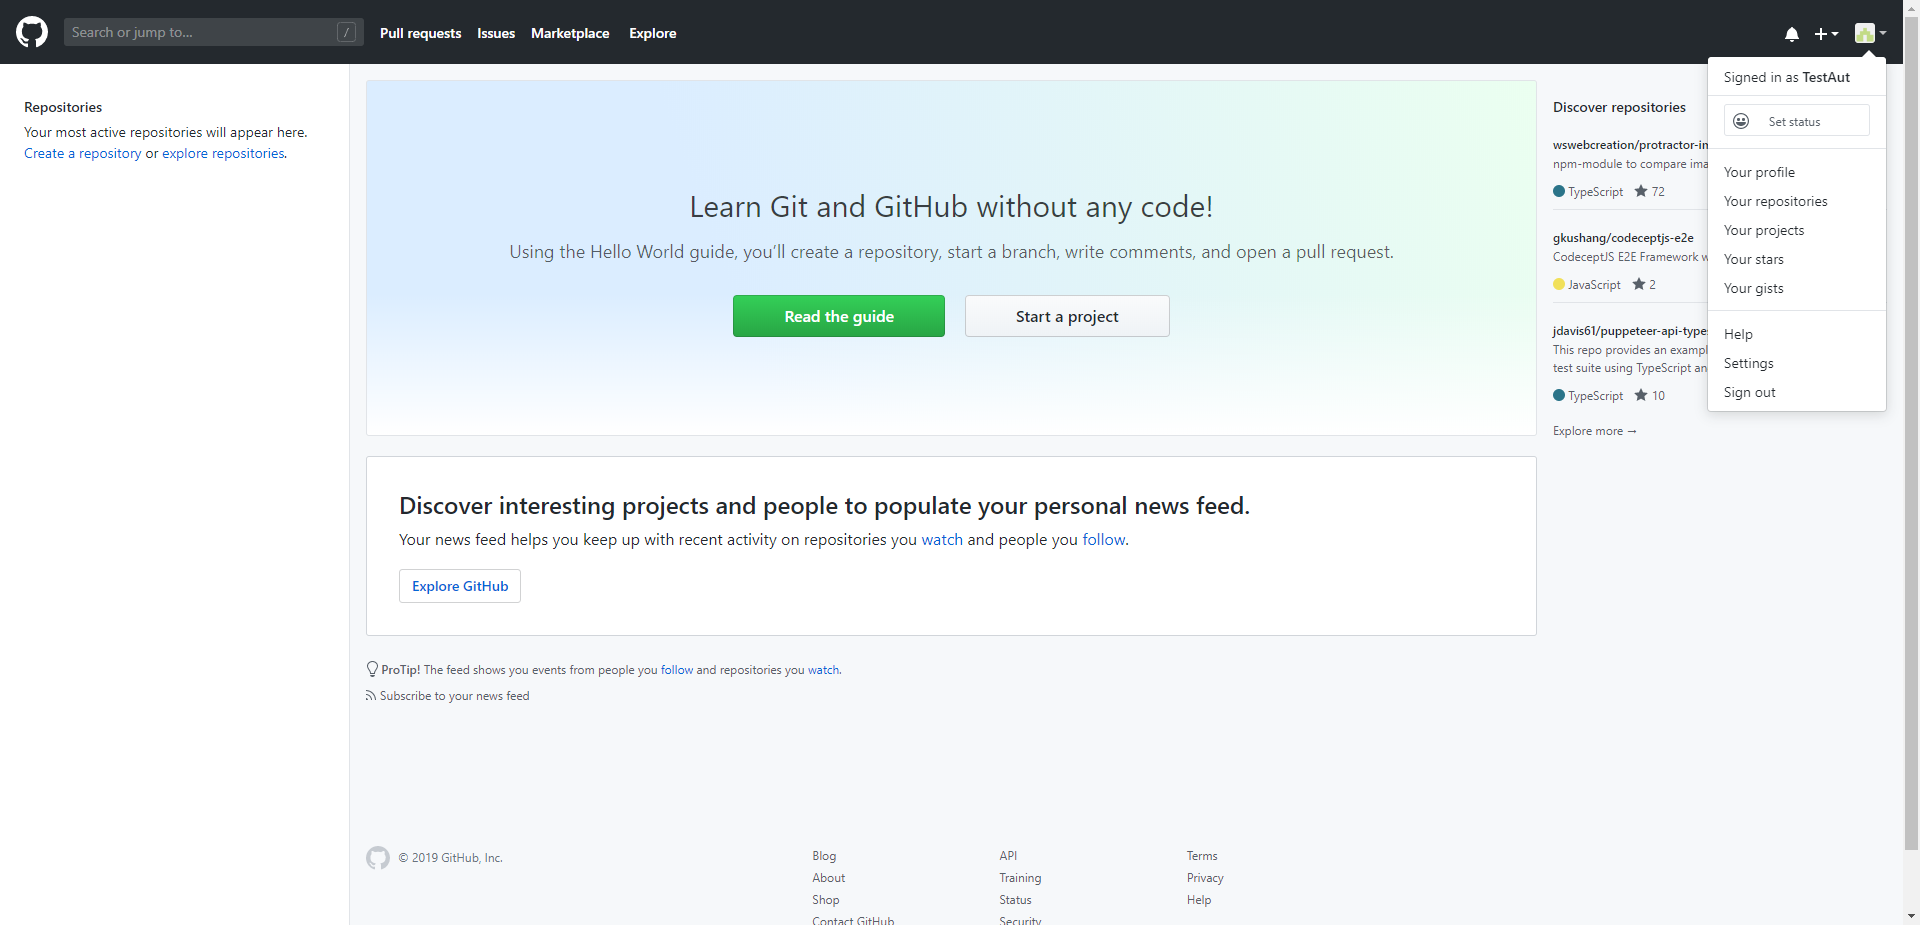 Search or jump to...
/
Pull requests
Issues
Marketplace
Explore
Repositories
Your most active repositories will appear here.
Create a repository or explore repositories.
Learn Git and GitHub without any code!
Using the Hello World guide, you’ll create a repository, start a branch, write comments, and open a pull request.
Read the guide
Start a project
Discover interesting projects and people to populate your personal news feed.
Your news feed helps you keep up with recent activity on repositories you watch and people you follow.
Explore GitHub
ProTip! The feed shows you events from people you follow and repositories you watch.
Subscribe to your news feed
Discover repositories
wswebcreation/protractor-in
npm-module to compare ima
TypeScript
72
gkushang/codeceptjs-e2e
CodeceptJS E2E Framework
JavaScript
2
jdavis61/puppeteer-api-type
This repo provides an exampl
test suite using TypeScript an
TypeScript
10
Explore more →
Signed in as TestAut
Set status
Your profile
Your repositories
Your projects
Your stars
Your gists
Help
Settings
Sign out
© 2019 GitHub, Inc.
Blog
About
Shop
Contact GitHub
API
Training
Status
Security
Terms
Privacy
Help